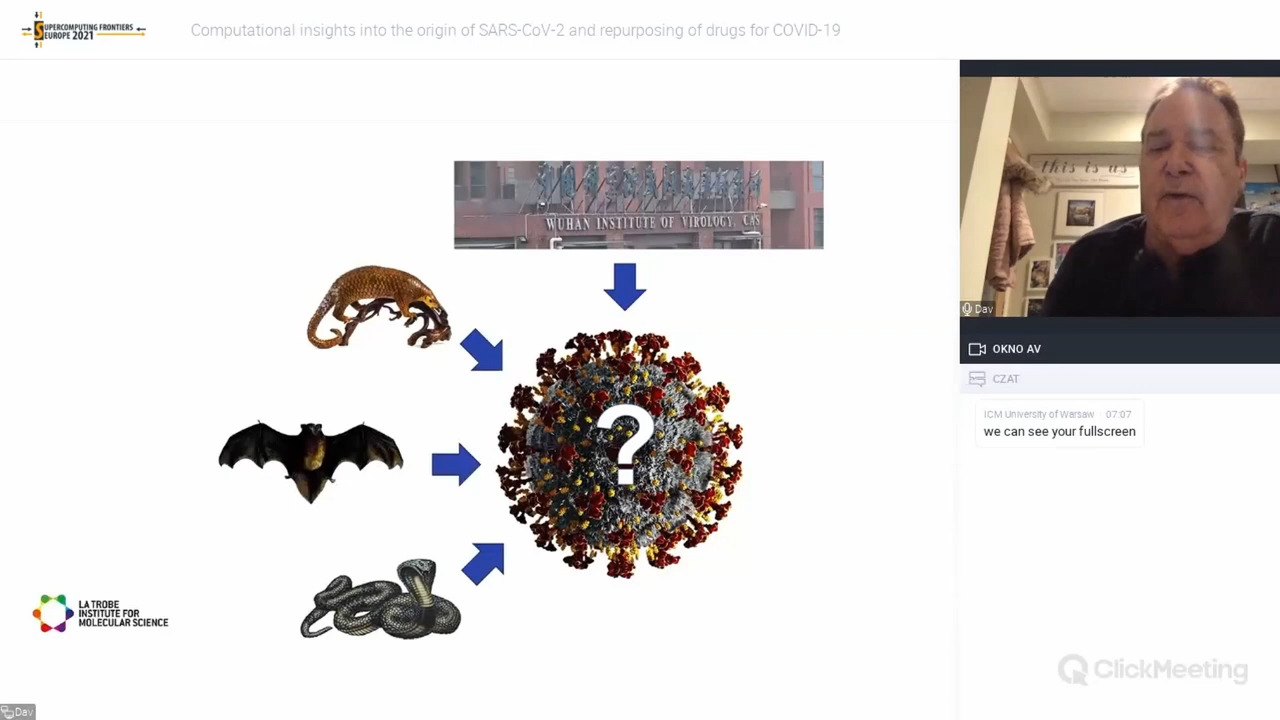 SUPERCOMPUTING FRONTIERS
EUROPE 2021
Computational insights into the origin of SARS-CoV-2 and repurposing of drugs for COVID-19
this is us
WUHAN INSTITUTE OF VIROLOGY, CAS
Dav
OKNO AV
CZAT
ICM University of Warsaw - 07:07
we can see your fullscreen
?
LA TROBE
INSTITUTE FOR
MOLECULAR SCIENCE
ClickMeeting
Dav